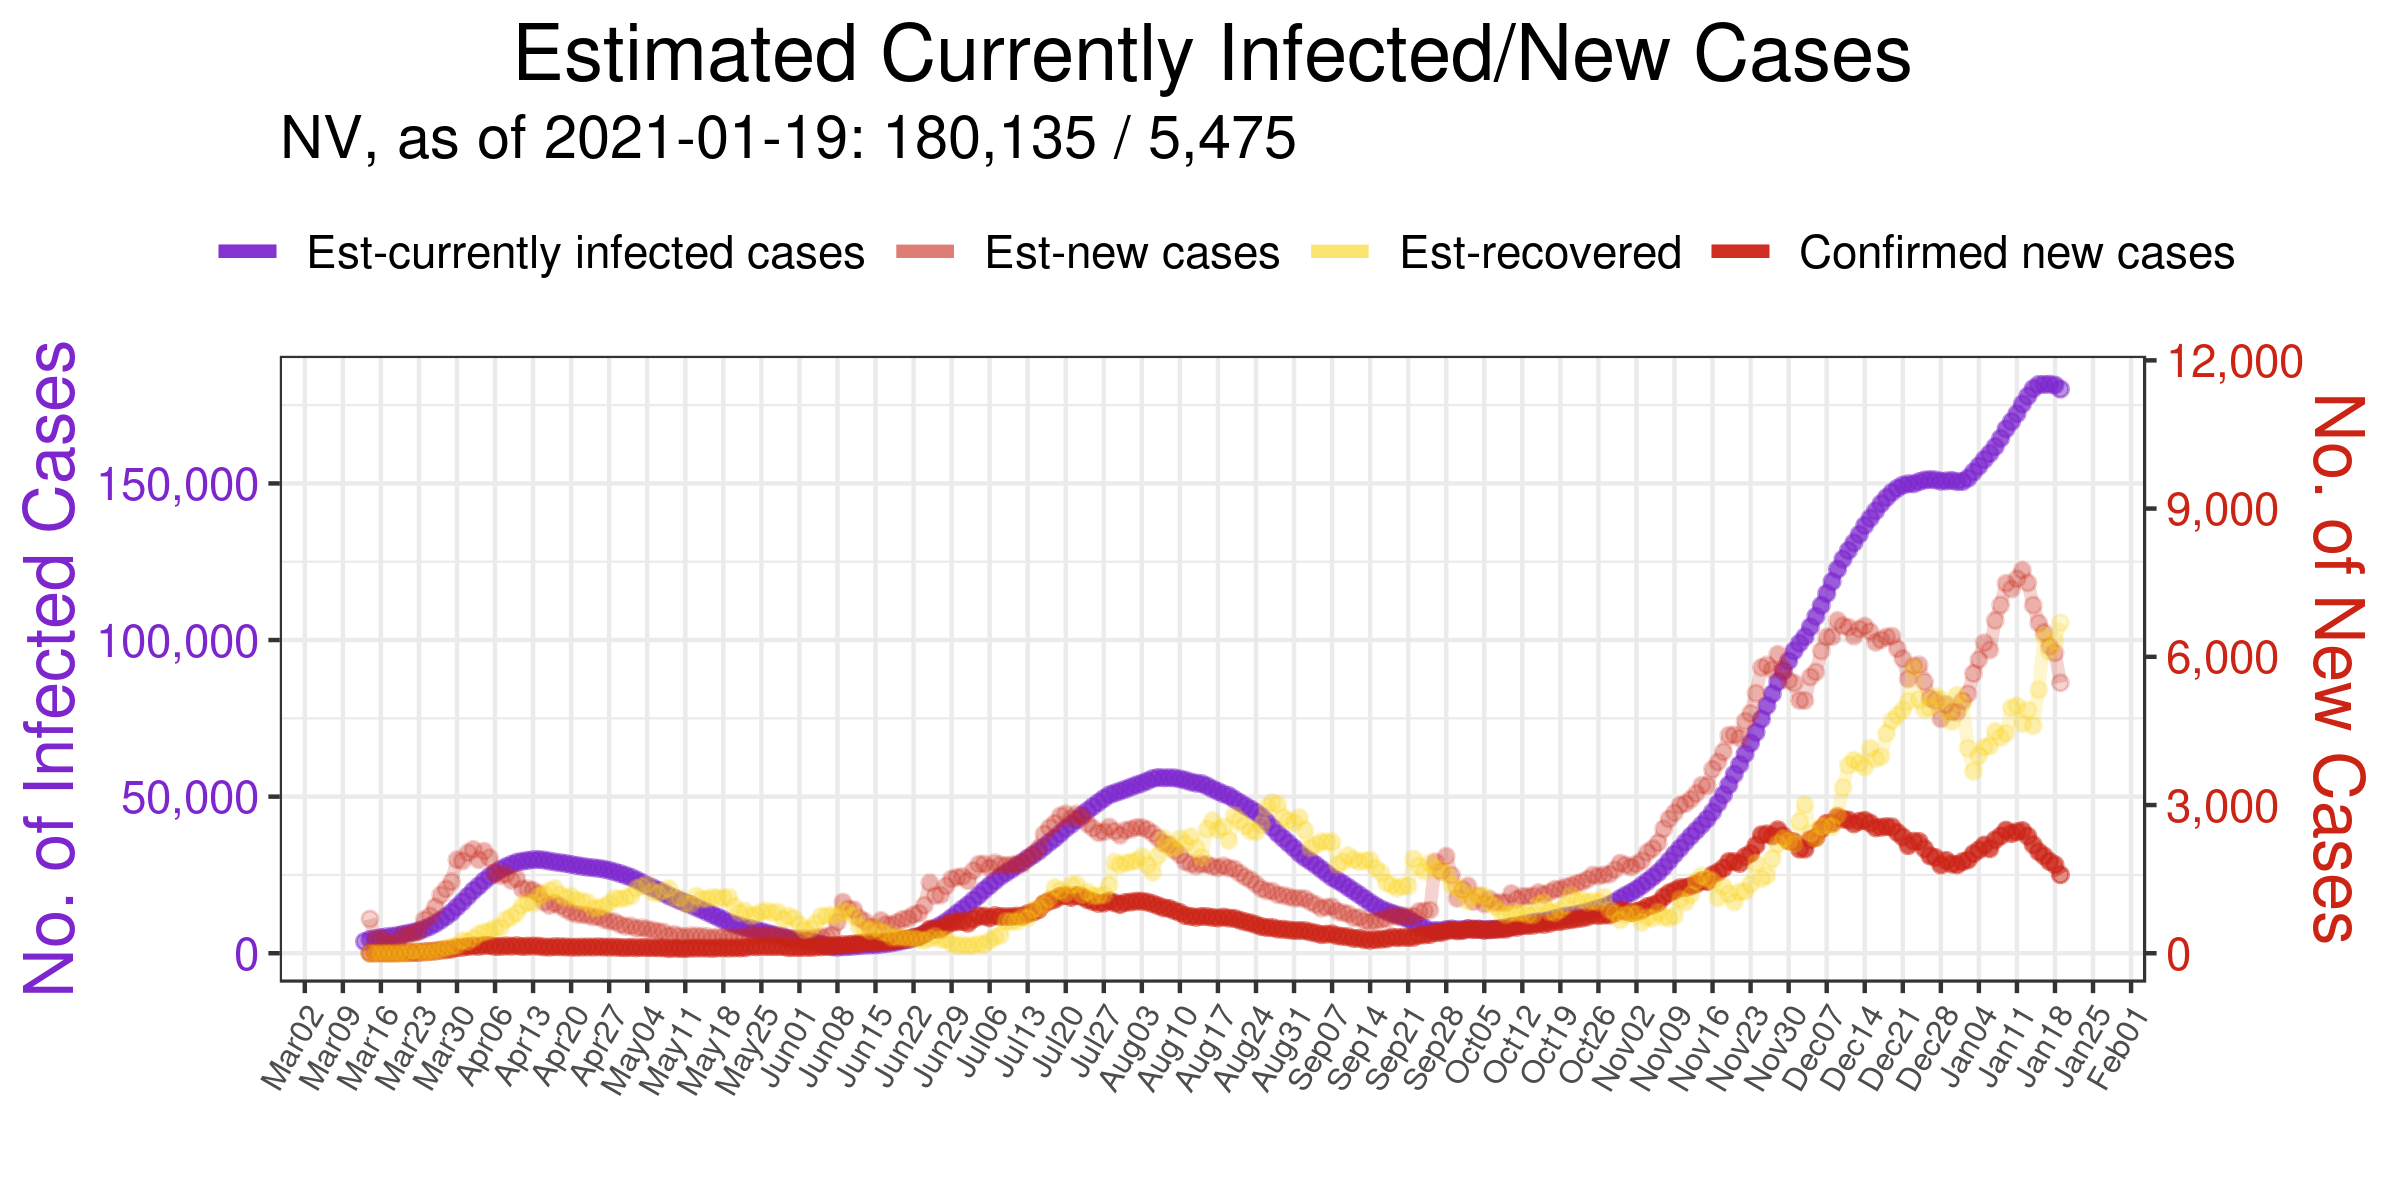 Estimated Currently Infected/New Cases
NV, as of 2021-01-19: 180,135 / 5,475
Est-currently infected cases Est-new cases Est-recovered Confirmed new cases
No. of Infected Cases
150,000
100,000
50,000
0
12,000
9,000
6,000
3,000
0
No. of New Cases
Mar02 Mar09 Mar16 Mar23 Mar30 Apr06 Apr13 Apr20 Apr27 May04 May11 May18 May25 Jun01 Jun08 Jun15 Jun22 Jun29 Jul06 Jul13 Jul20 Jul27 Aug03 Aug10 Aug17 Aug24 Aug31 Sep07 Sep14 Sep21 Sep28 Oct05 Oct12 Oct19 Oct26 Nov02 Nov09 Nov16 Nov23 Nov30 Dec07 Dec14 Dec21 Dec28 Jan04 Jan11 Jan18 Jan25 Feb01